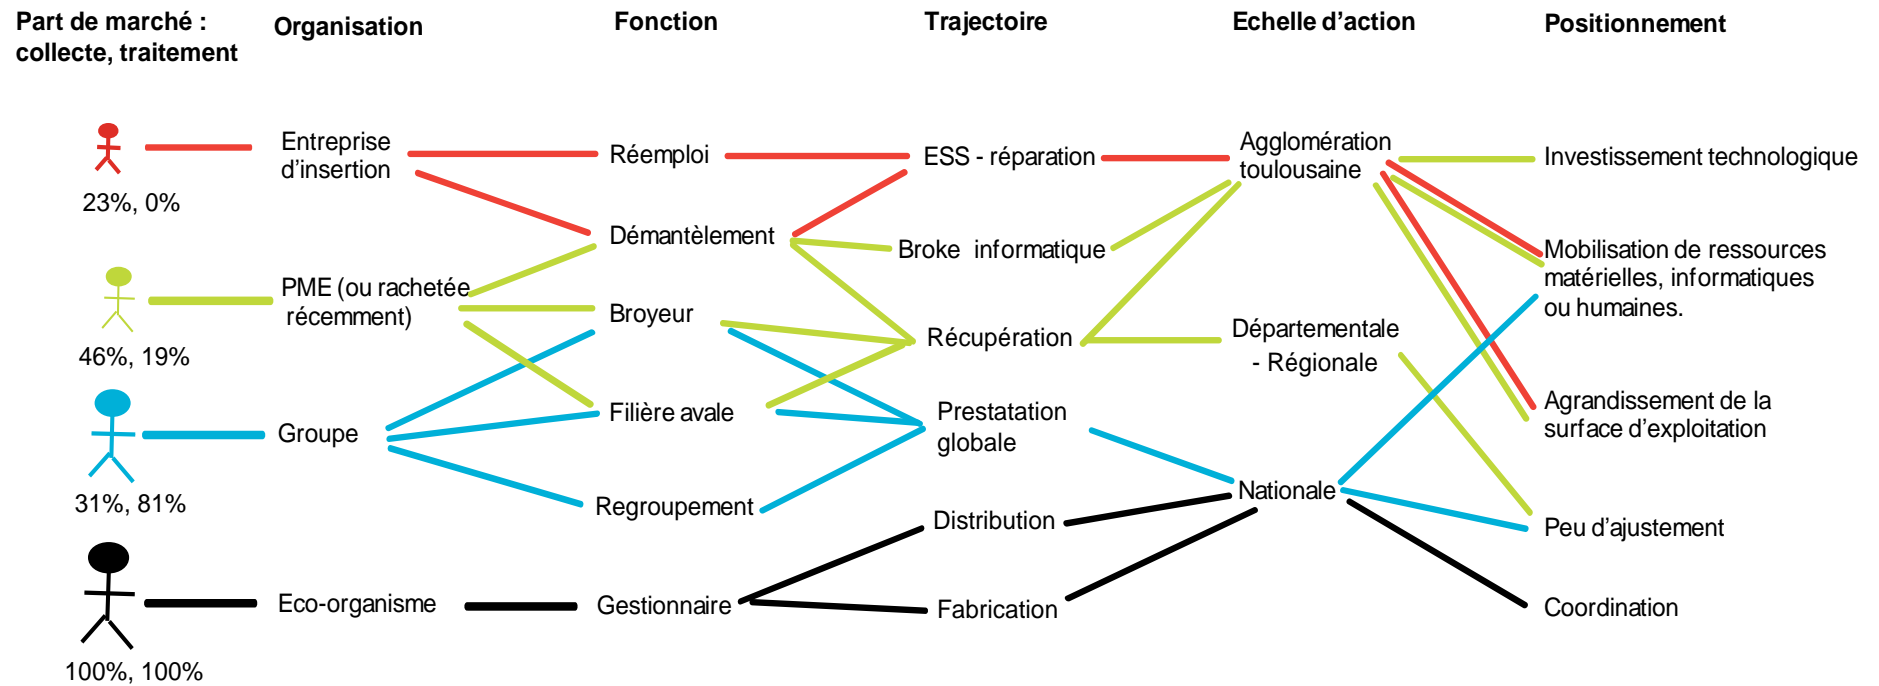 Part de marché :
collecte, traitement
Organisation
Fonction
Trajectoire
Echelle d'action
Positionnement
23%, 0%
Entreprise
d'insertion
Réemploi
ESS - réparation
Agglomération
toulousaine
Investissement technologique
Démantèlement
Broke informatique
Mobilisation de ressources
matérielles, informatiques
ou humaines.
46%, 19%
PME (ou rachetée
récemment)
Broyeur
Récupération
Départementale
- Régionale
31%, 81%
Groupe
Filière avale
Prestatation
globale
Agrandissement de la
surface d'exploitation
Regroupement
Distribution
Nationale
Peu d'ajustement
100%, 100%
Eco-organisme
Gestionnaire
Fabrication
Coordination